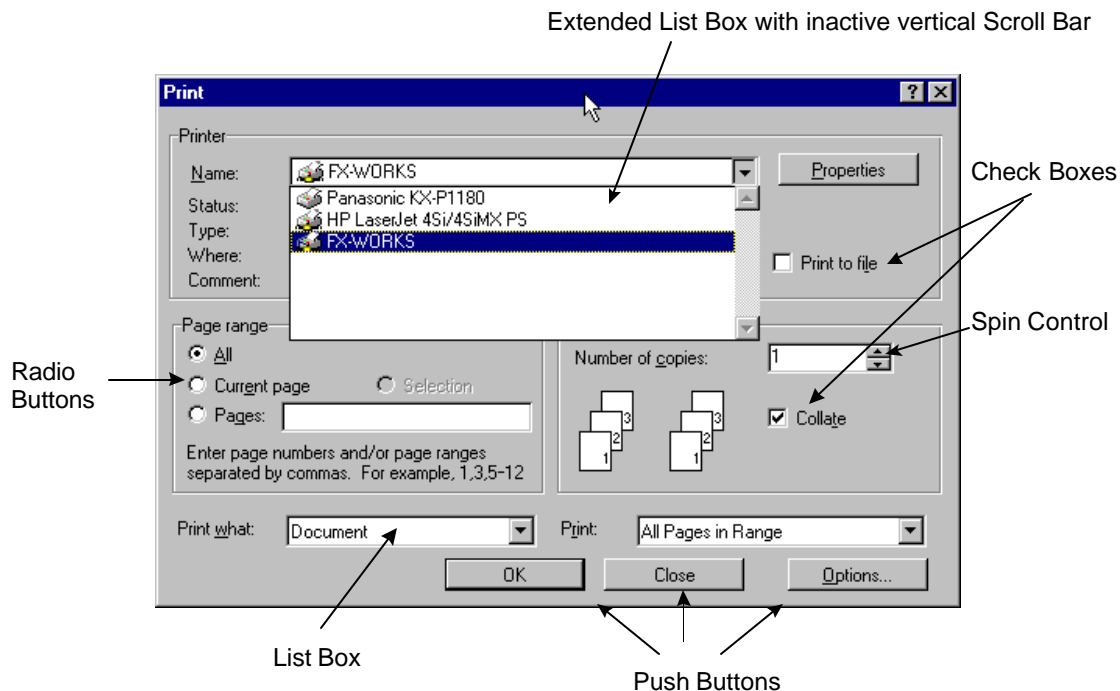 Extended List Box with inactive vertical Scroll Bar
Print
Printer
Name:
FX-WORKS
Properties
Check Boxes
Panasonic KX-P1180
Status:
HP LaserJet 4Si/4SiMX PS
Type:
FX-WORKS
Where:
Print to file
Comment:
Page range
Spin Control
All
Number of copies:
1
Radio
Buttons
Current page
Selection
Pages:
Collate
3
2
1
3
2
1
Enter page numbers and/or page ranges
separated by commas. For example, 1,3,5-12
Print what:
Document
Print:
All Pages in Range
OK
Close
Options...
List Box
Push Buttons